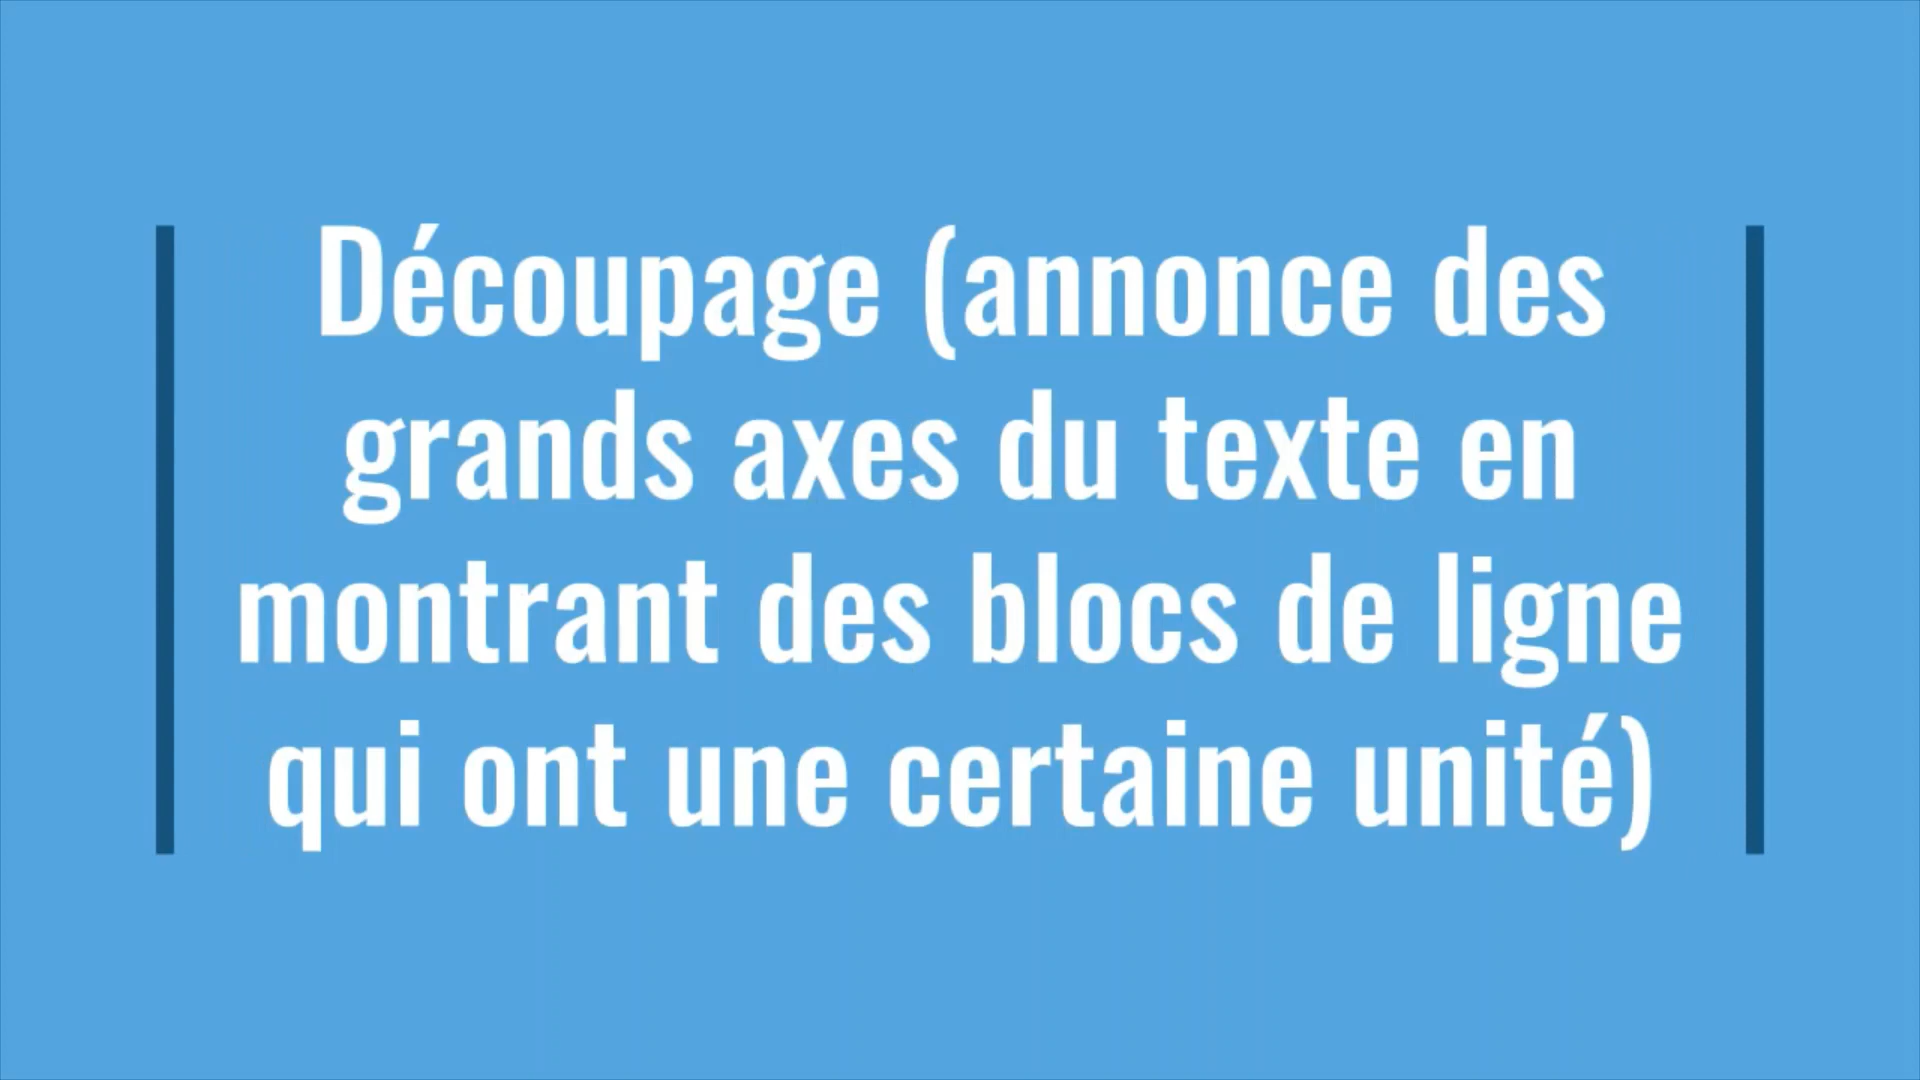 Découpage (annonce des
grands axes du texte en
montrant des blocs de ligne
qui ont une certaine unité)